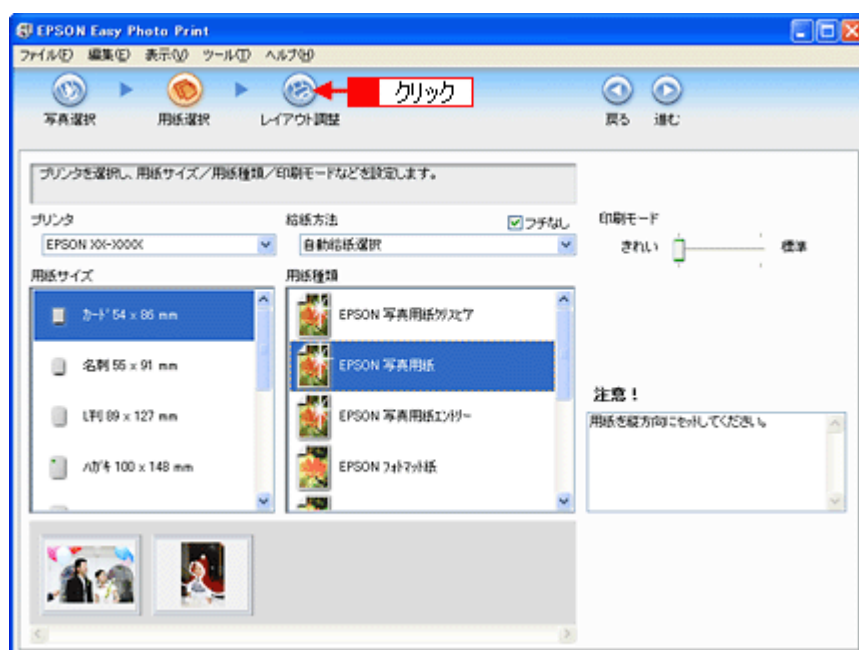 EPSON Easy Photo Print
ファイル(F) 編集(E) 表示(V) ツール(T) ヘルプ(H)
写真選択 用紙選択 レイアウト調整 クリック 戻る 進む
プリンタを選択し、用紙サイズ/用紙種類/印刷モードなどを設定します。
プリンタ 給紙方法 フチなし 印刷モード
EPSON XX-XXXX 自動給紙選択 きれい 標準
用紙サイズ 用紙種類
カード 54 x 86 mm EPSON 写真用紙クリスピア
名刺 55 x 91 mm EPSON 写真用紙
L判 89 x 127 mm EPSON 写真用紙エントリー
ハガキ 100 x 148 mm EPSON フォトマット紙
注意!
用紙を縦方向にセットしてください。